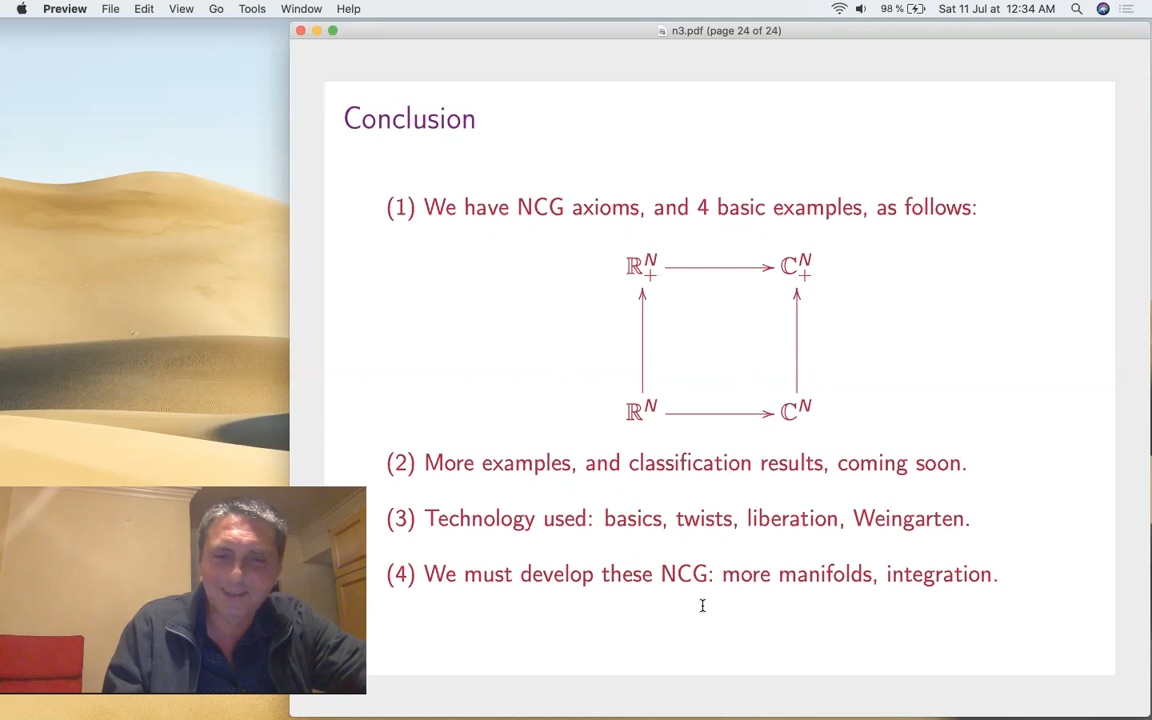 Preview File Edit View Go Tools Window Help 98 % Sat 11 Jul at 12:34 AM
n3.pdf (page 24 of 24)
Conclusion
(1) We have NCG axioms, and 4 basic examples, as follows:
ℝ₊ᴺ → ℂ₊ᴺ
ℝᴺ → ℂᴺ
(2) More examples, and classification results, coming soon.
(3) Technology used: basics, twists, liberation, Weingarten.
(4) We must develop these NCG: more manifolds, integration.